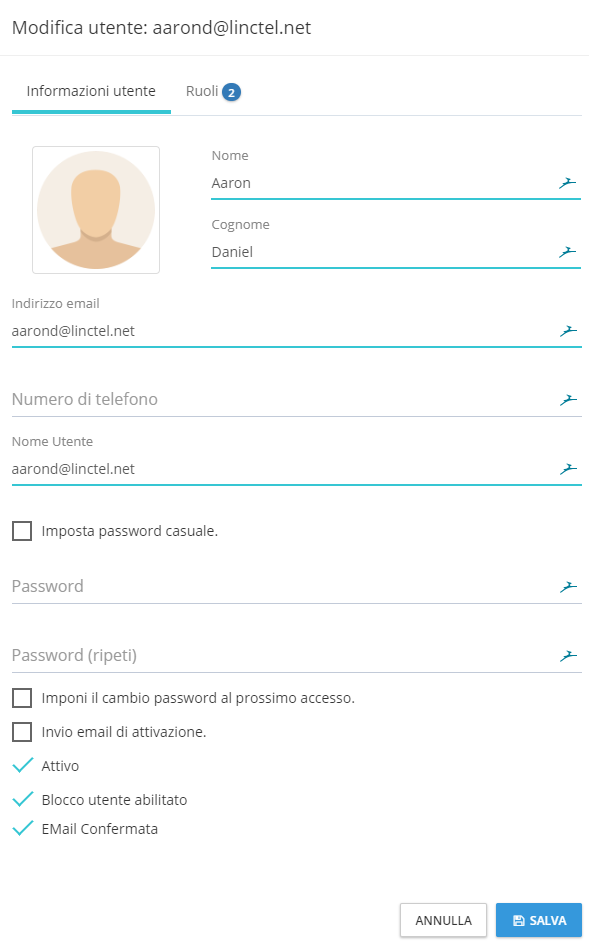 Modifica utente: aarond@linctel.net
Informazioni utente
Ruoli 2
Nome
Aaron
Cognome
Daniel
Indirizzo email
aarond@linctel.net
Numero di telefono
Nome Utente
aarond@linctel.net
Imposta password casuale.
Password
Password (ripeti)
Imponi il cambio password al prossimo accesso.
Invio email di attivazione.
Attivo
Blocco utente abilitato
EMail Confermata
ANNULLA
SALVA